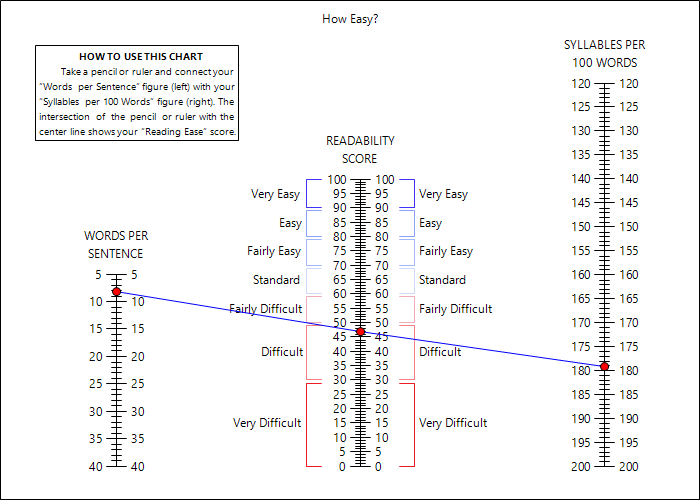 How Easy?
HOW TO USE THIS CHART
Take a pencil or ruler and connect your
"Words per Sentence" figure (left) with your
"Syllables per 100 Words" figure (right). The
intersection of the pencil or ruler with the
center line shows your "Reading Ease" score.
WORDS PER
SENTENCE
5 5
10 10
15 15
20 20
25 25
30 30
35 35
40 40
READABILITY
SCORE
100 100
95 95
Very Easy Very Easy
90 90
85 85
Easy Easy
80 80
75 75
Fairly Easy Fairly Easy
70 70
65 65
Standard Standard
60 60
55 55
Fairly Difficult Fairly Difficult
50 50
45 45
40 40
Difficult Difficult
35 35
30 30
25 25
20 20
15 15
Very Difficult Very Difficult
10 10
5 5
0 0
SYLLABLES PER
100 WORDS
120 120
125 125
130 130
135 135
140 140
145 145
150 150
155 155
160 160
165 165
170 170
175 175
180 180
185 185
190 190
195 195
200 200